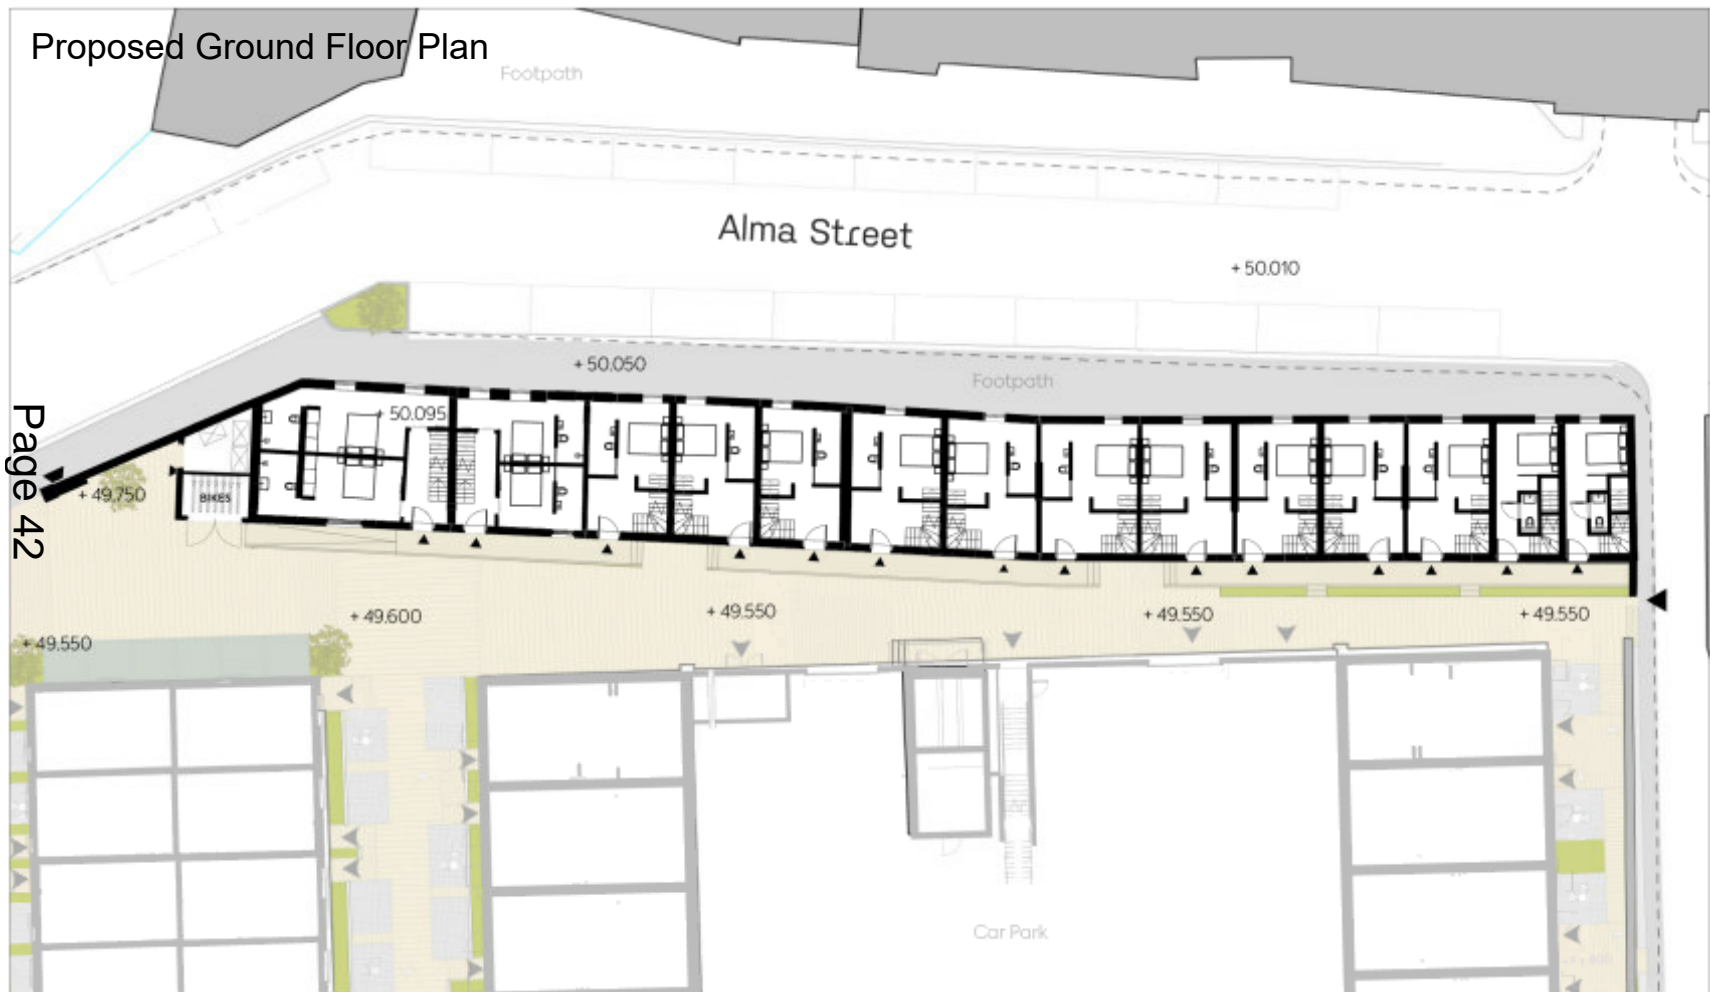 Proposed Ground Floor Plan
Footpath
Alma Street
+ 50.010
+ 50.050
Footpath
+ 50.095
Page 42
+ 49.750
BIKES
+ 49.600
+ 49.550
+ 49.550
+ 49.550
+ 49.550
Car Park